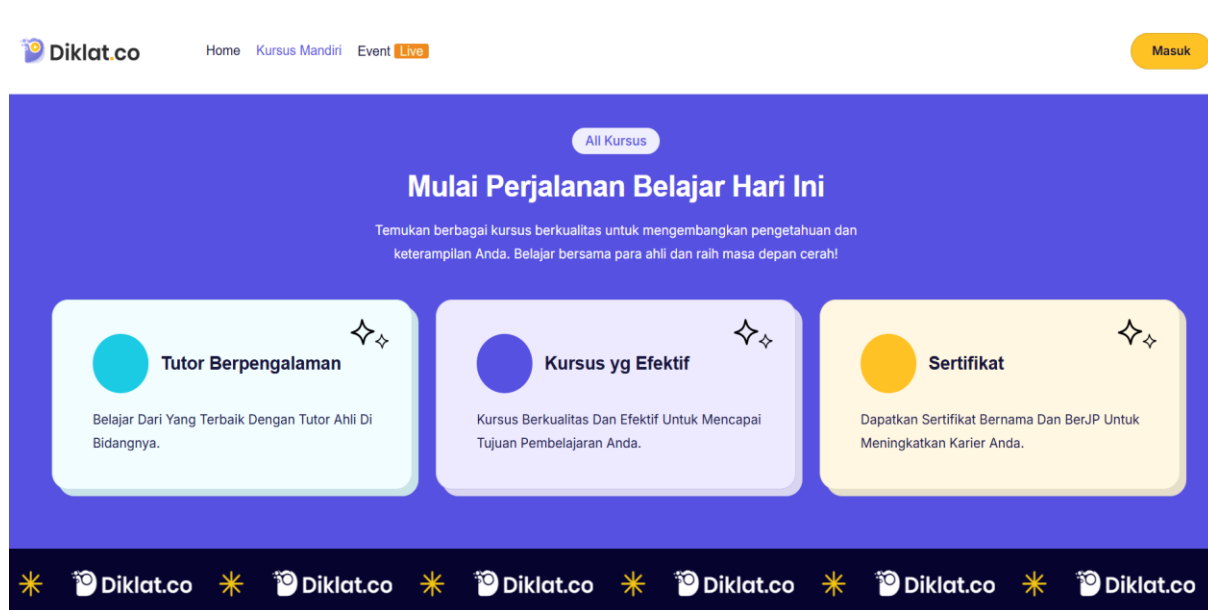 Diklat.co
Home Kursus Mandiri Event Live
Masuk
All Kursus
Mulai Perjalanan Belajar Hari Ini
Temukan berbagai kursus berkualitas untuk mengembangkan pengetahuan dan
keterampilan Anda. Belajar bersama para ahli dan raih masa depan cerah!
Tutor Berpengalaman
Belajar Dari Yang Terbaik Dengan Tutor Ahli Di
Bidangnya.
Kursus yg Efektif
Kursus Berkualitas Dan Efektif Untuk Mencapai
Tujuan Pembelajaran Anda.
Sertifikat
Dapatkan Sertifikat Bernama Dan BerJP Untuk
Meningkatkan Karier Anda.
Diklat.co Diklat.co Diklat.co Diklat.co Diklat.co Diklat.co